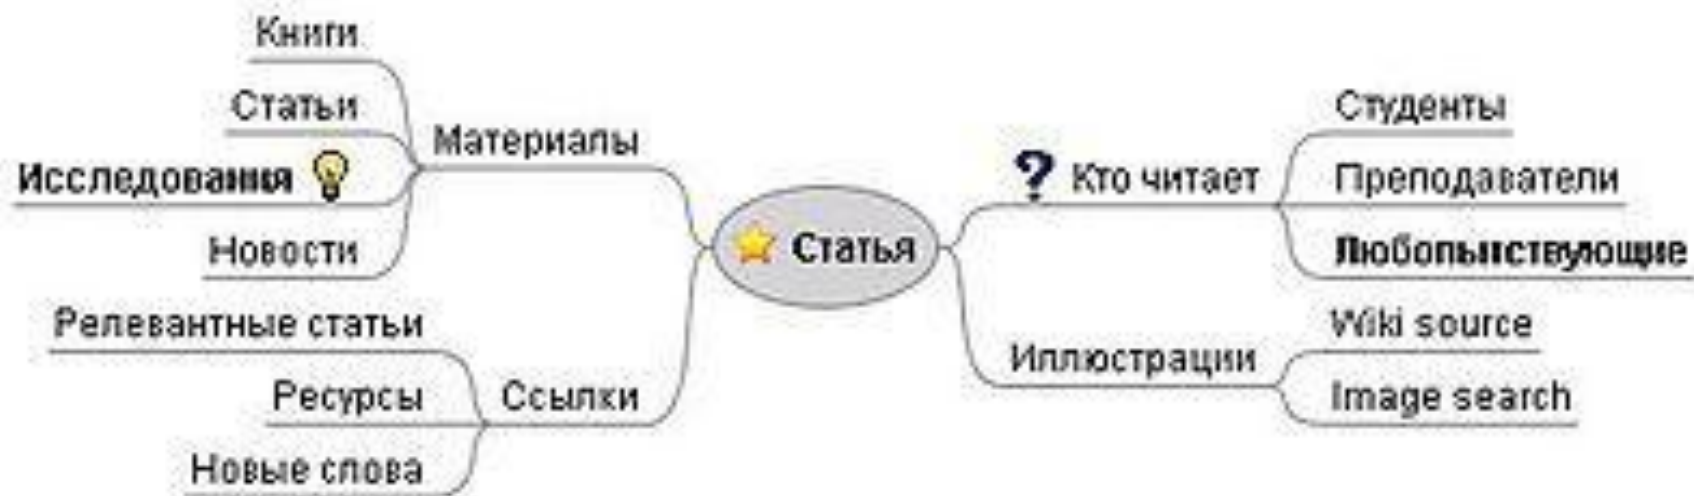 Книги
Статьи
Исследования
Новости
Материалы
Релевантные статьи
Ресурсы
Новые слова
Ссылки
Статья
? Кто читает
Студенты
Преподаватели
Любопытствующие
Иллюстрации
Wiki source
Image search